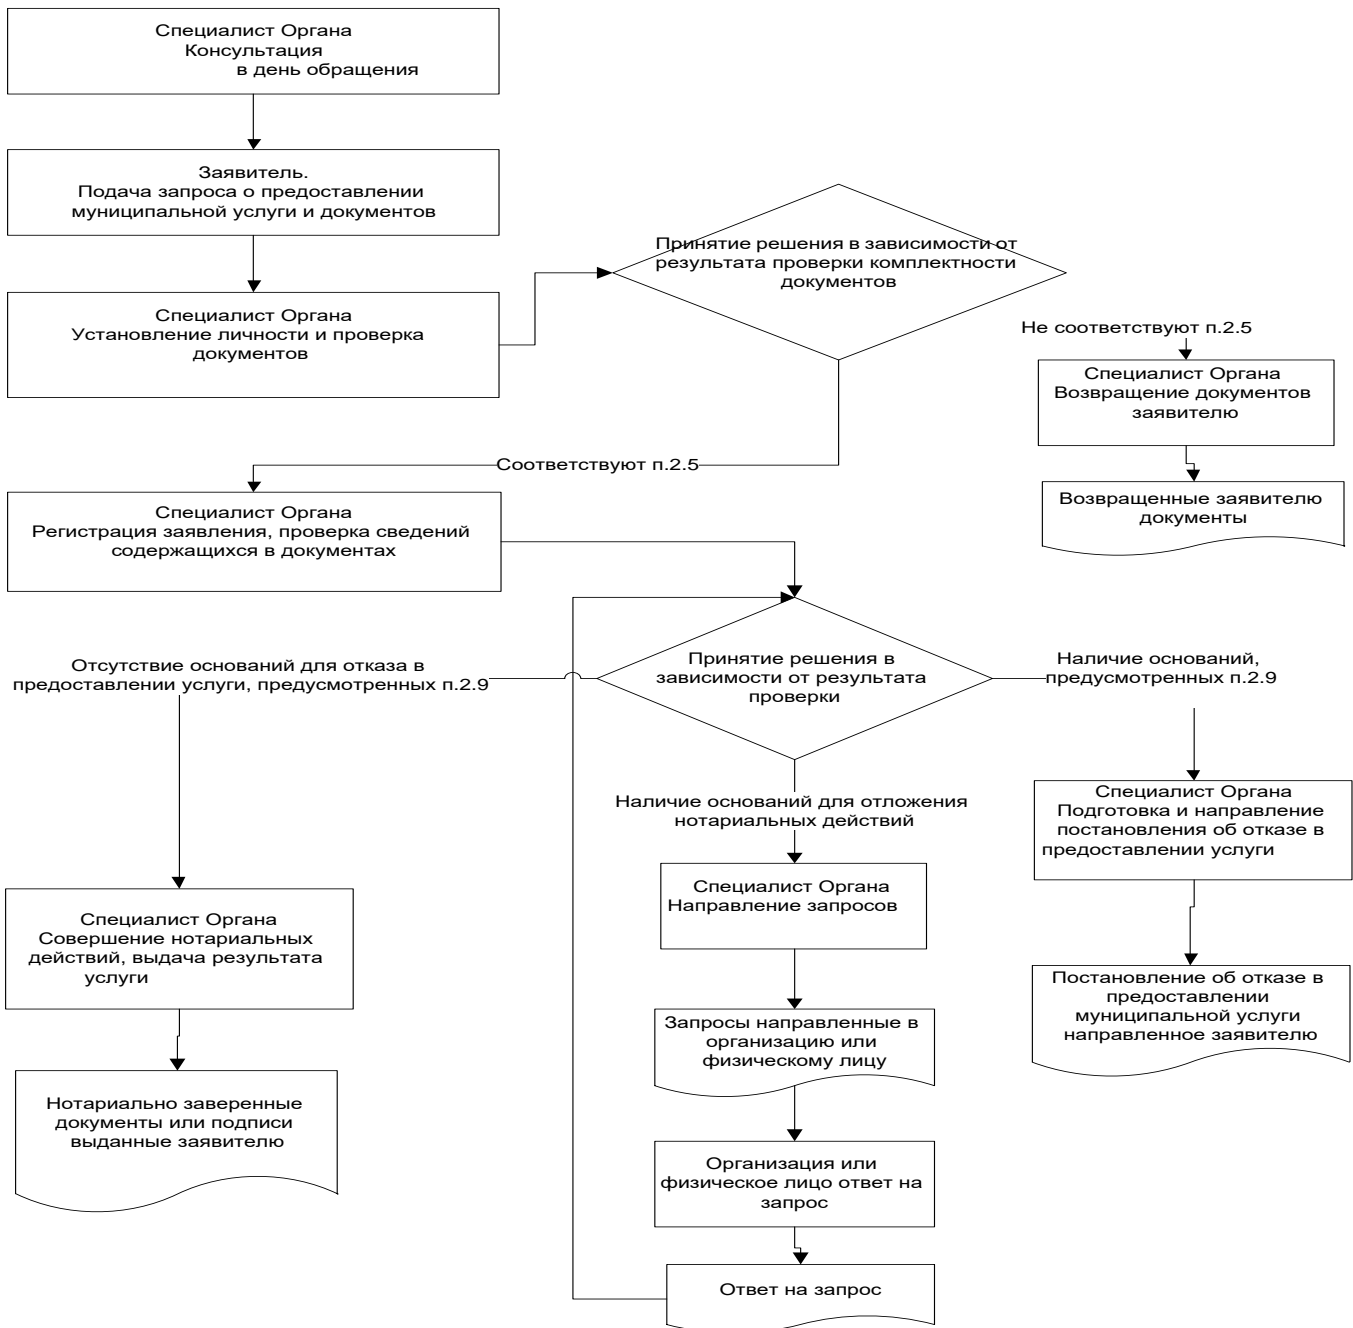 Специалист Органа
Консультация
в день обращения
Заявитель.
Подача запроса о предоставлении
муниципальной услуги и документов
Специалист Органа
Установление личности и проверка
документов
Принятие решения в зависимости от
результата проверки комплектности
документов
Не соответствуют п.2.5
Специалист Органа
Возвращение документов
заявителю
Возвращенные заявителю
документы
Соответствуют п.2.5
Специалист Органа
Регистрация заявления, проверка сведений
содержащихся в документах
Принятие решения в
зависимости от результата
проверки
Отсутствие оснований для отказа в
предоставлении услуги, предусмотренных п.2.9
Наличие оснований,
предусмотренных п.2.9
Наличие оснований для отложения
нотариальных действий
Специалист Органа
Совершение нотариальных
действий, выдача результата
услуги
Нотариально заверенные
документы или подписи
выданные заявителю
Специалист Органа
Направление запросов
Запросы направленные в
организацию или
физическому лицу
Организация или
физическое лицо ответ на
запрос
Ответ на запрос
Специалист Органа
Подготовка и направление
постановления об отказе в
предоставлении услуги
Постановление об отказе в
предоставлении
муниципальной услуги
направленное заявителю